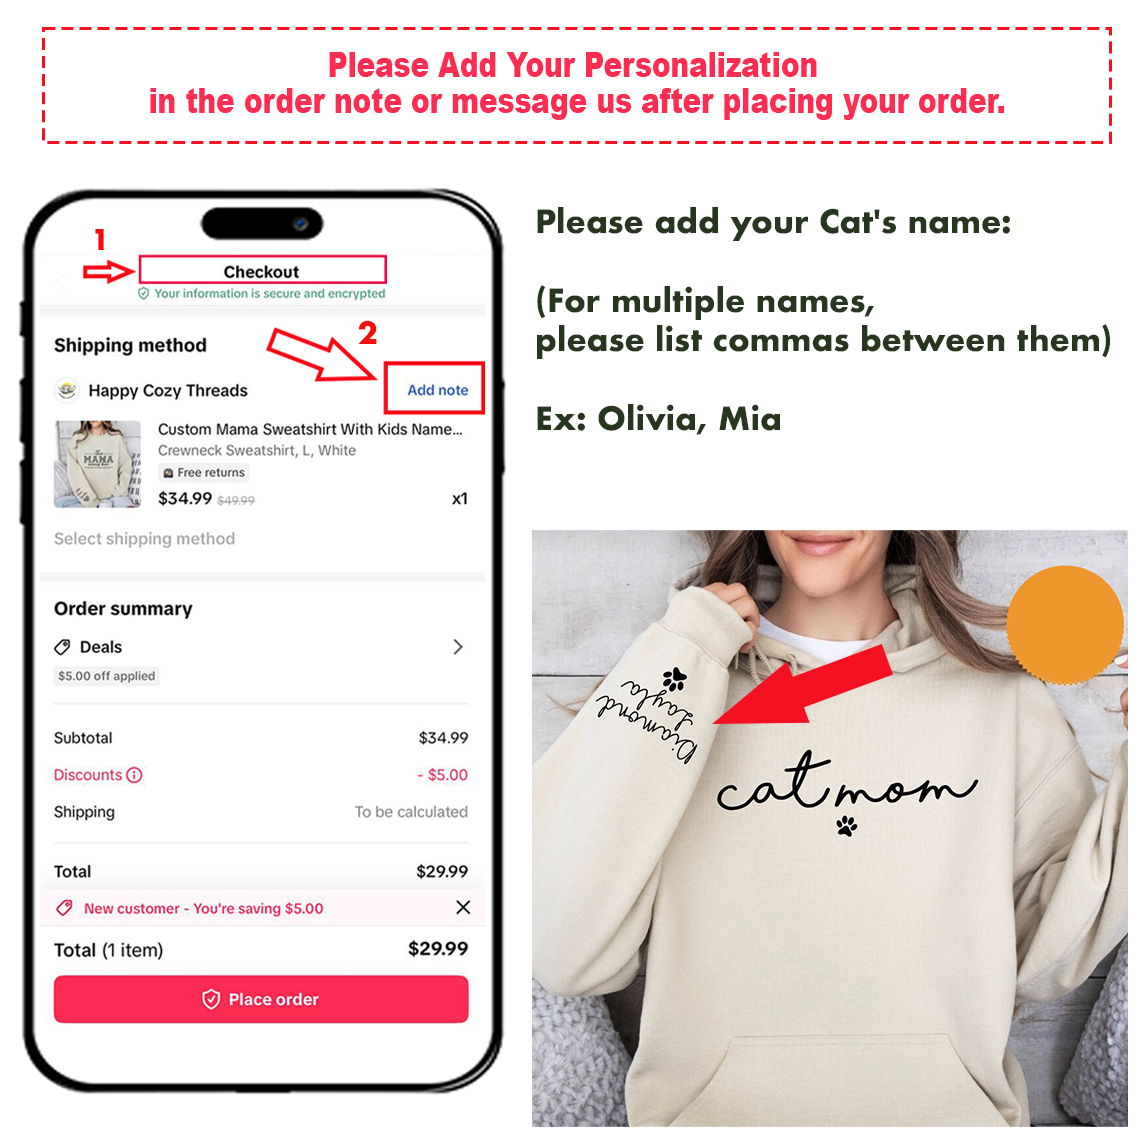 Please Add Your Personalization
in the order note or message us after placing your order.
1
Checkout
Your information is secure and encrypted
2
Shipping method
Happy Cozy Threads
Add note
MAMA
Custom Mama Sweatshirt With Kids Name...
Crewneck Sweatshirt, L, White
Free returns
$34.99 $49.99
x1
Select shipping method
Order summary
Deals
$5.00 off applied
Subtotal
$34.99
Discounts
- $5.00
Shipping
To be calculated
Total
$29.99
New customer - You're saving $5.00
Total (1 item)
$29.99
Place order
Please add your Cat's name:
(For multiple names,
please list commas between them)
Ex: Olivia, Mia
Diamond
Layla
cat mom